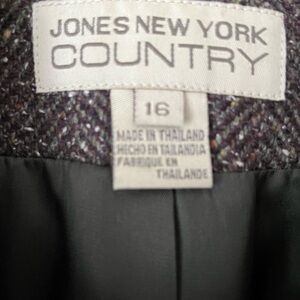 JONES NEW YORK
COUNTRY
16
MADE IN THAILAND
HECHO EN TAILANDIA
FABRIQUE EN
THAILANDE